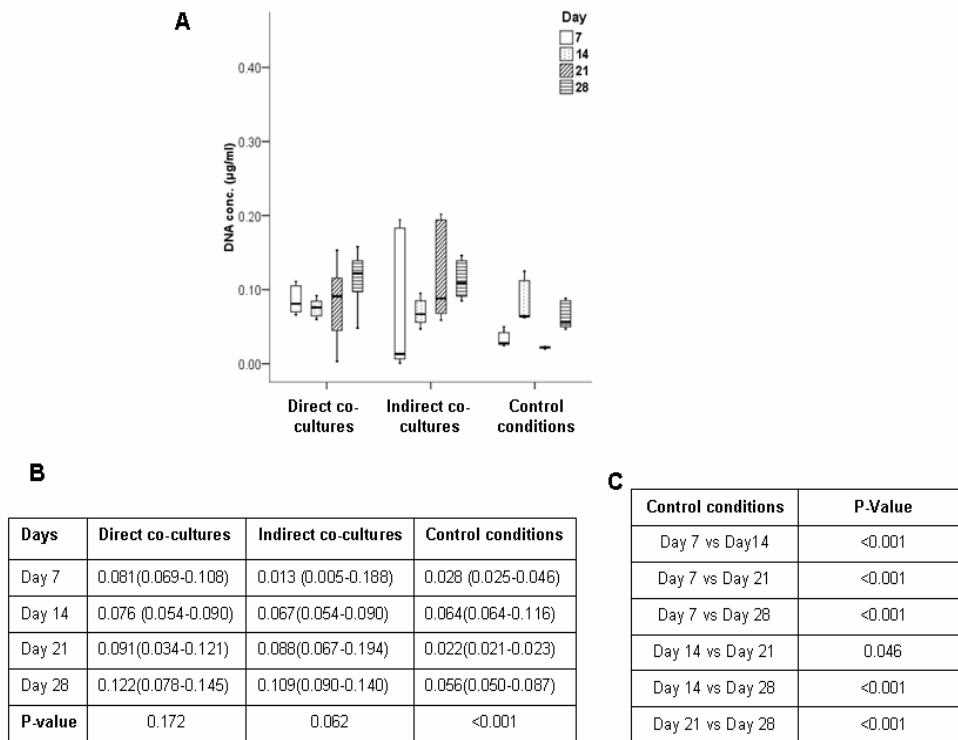 A
Day
7
14
21
28
0.40
0.30
0.20
0.10
0.00
DNA conc. (µg/ml)
Direct co-
cultures
Indirect co-
cultures
Control
conditions
B
Days Direct co-cultures Indirect co-cultures Control conditions
Day 7 0.081(0.069-0.108) 0.013 (0.005-0.188) 0.028 (0.025-0.046)
Day 14 0.076 (0.054-0.090) 0.067(0.054-0.090) 0.064(0.064-0.116)
Day 21 0.091(0.034-0.121) 0.088(0.067-0.194) 0.022(0.021-0.023)
Day 28 0.122(0.078-0.145) 0.109(0.090-0.140) 0.056(0.050-0.087)
P-value 0.172 0.062 <0.001
C
Control conditions P-Value
Day 7 vs Day14 <0.001
Day 7 vs Day 21 <0.001
Day 7 vs Day 28 <0.001
Day 14 vs Day 21 0.046
Day 14 vs Day 28 <0.001
Day 21 vs Day 28 <0.001